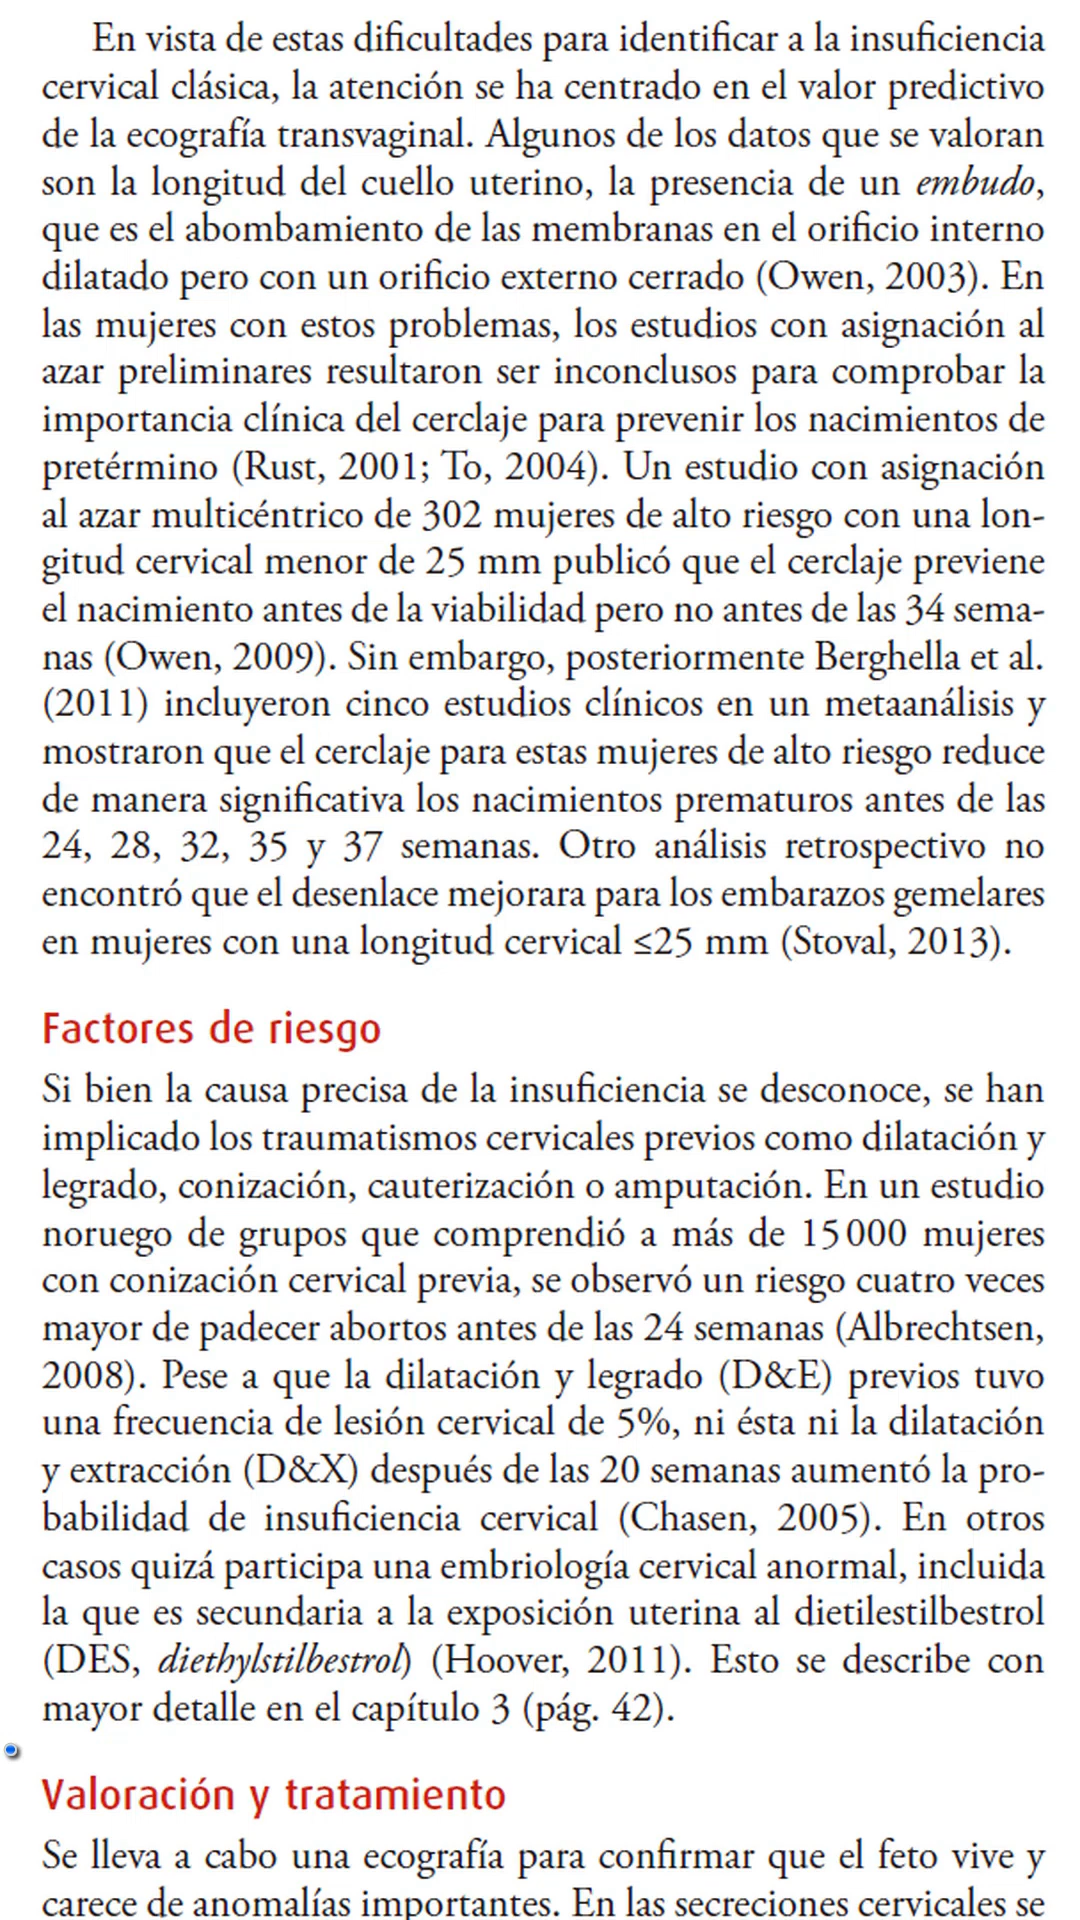 En vista de estas dificultades para identificar a la insuficiencia
cervical clásica, la atención se ha centrado en el valor predictivo
de la ecografía transvaginal. Algunos de los datos que se valoran
son la longitud del cuello uterino, la presencia de un embudo,
que es el abombamiento de las membranas en el orificio interno
dilatado pero con un orificio externo cerrado (Owen, 2003). En
las mujeres con estos problemas, los estudios con asignación al
azar preliminares resultaron ser inconclusos para comprobar la
importancia clínica del cerclaje para prevenir los nacimientos de
pretérmino (Rust, 2001; To, 2004). Un estudio con asignación
al azar multicéntrico de 302 mujeres de alto riesgo con una lon-
gitud cervical menor de 25 mm publicó que el cerclaje previene
el nacimiento antes de la viabilidad pero no antes de las 34 sema-
nas (Owen, 2009). Sin embargo, posteriormente Berghella et al.
(2011) incluyeron cinco estudios clínicos en un metaanálisis y
mostraron que el cerclaje para estas mujeres de alto riesgo reduce
de manera significativa los nacimientos prematuros antes de las
24, 28, 32, 35 y 37 semanas. Otro análisis retrospectivo no
encontró que el desenlace mejorara para los embarazos gemelares
en mujeres con una longitud cervical ≤25 mm (Stoval, 2013).
Factores de riesgo
Si bien la causa precisa de la insuficiencia se desconoce, se han
implicado los traumatismos cervicales previos como dilatación y
legrado, conización, cauterización o amputación. En un estudio
noruego de grupos que comprendió a más de 15 000 mujeres
con conización cervical previa, se observó un riesgo cuatro veces
mayor de padecer abortos antes de las 24 semanas (Albrechtsen,
2008). Pese a que la dilatación y legrado (D&E) previos tuvo
una frecuencia de lesión cervical de 5%, ni ésta ni la dilatación
y extracción (D&X) después de las 20 semanas aumentó la pro-
babilidad de insuficiencia cervical (Chasen, 2005). En otros
casos quizá participa una embriología cervical anormal, incluida
la que es secundaria a la exposición uterina al dietilestilbestrol
(DES, diethylstilbestrol) (Hoover, 2011). Esto se describe con
mayor detalle en el capítulo 3 (pág. 42).
Valoración y tratamiento
Se lleva a cabo una ecografía para confirmar que el feto vive y
carece de anomalías importantes. En las secreciones cervicales se